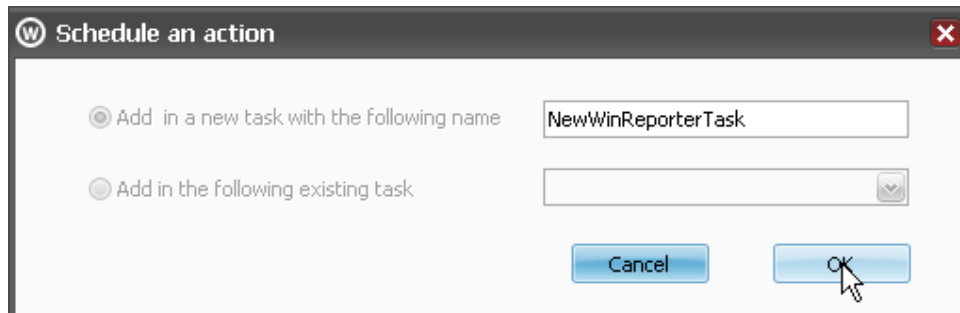 W Schedule an action
Add in a new task with the following name NewWinReporterTask
Add in the following existing task
Cancel OK